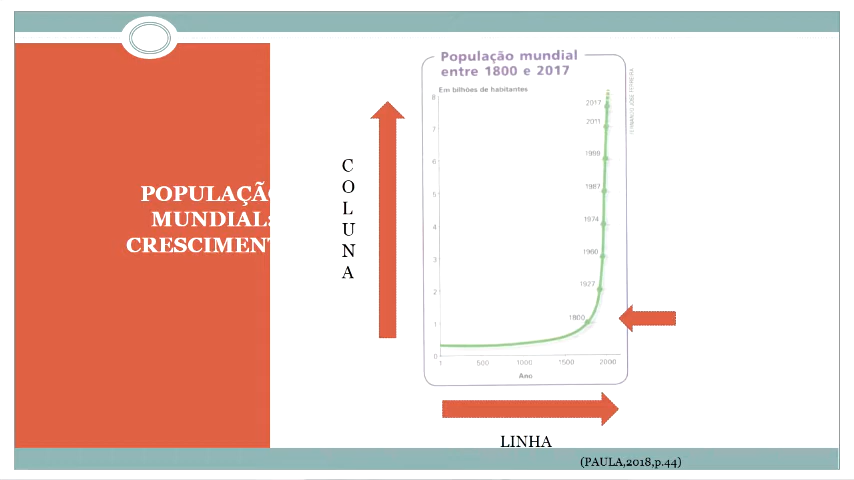 POPULAÇÃ
MUNDIAL:
CRESCIMENT
C
O
L
U
N
A
População mundial
entre 1800 e 2017
Em bilhões de habitantes
8
7
6
5
4
3
2
1
0
2017
2011
1999
1987
1974
1960
1927
1800
1
500
1000
1500
2000
Ano
LINHA
(PAULA,2018,p.44)